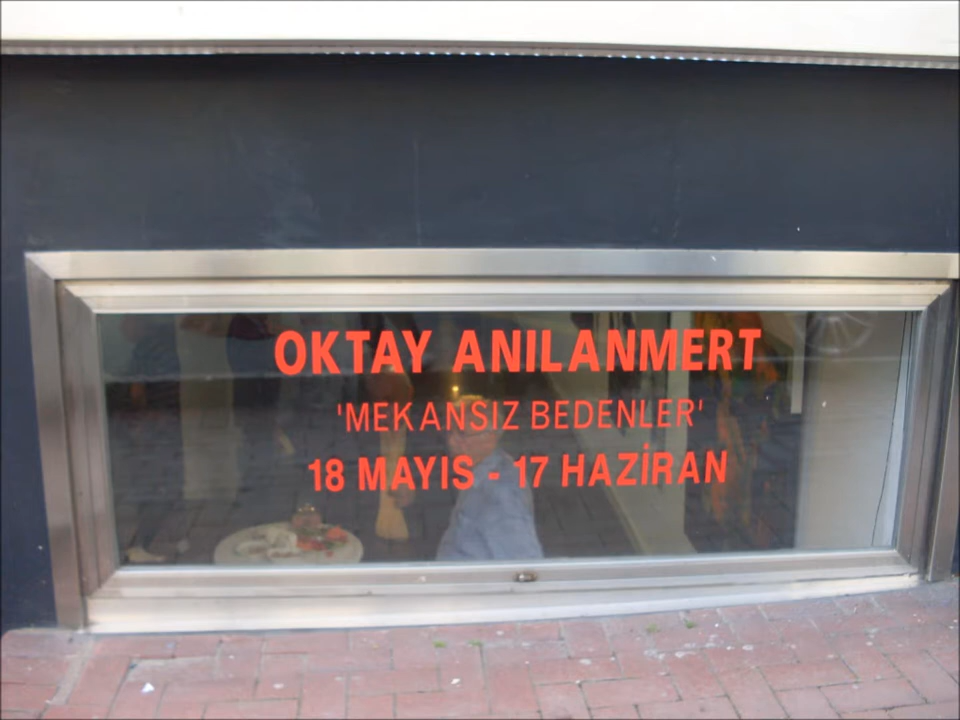 OKTAY ANILANMERT
'MEKANSIZ BEDENLER'
18 MAYIS - 17 HAZİRAN